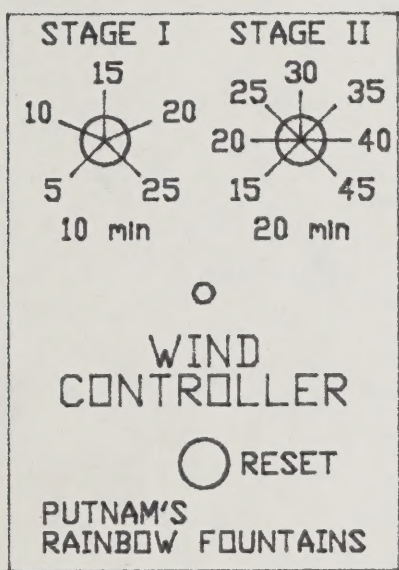 STAGE I STAGE II
15 30
10 20 25 35
20 40
5 25 15 45
10 min 20 min
WIND
CONTROLLER
RESET
PUTNAM'S
RAINBOW FOUNTAINS